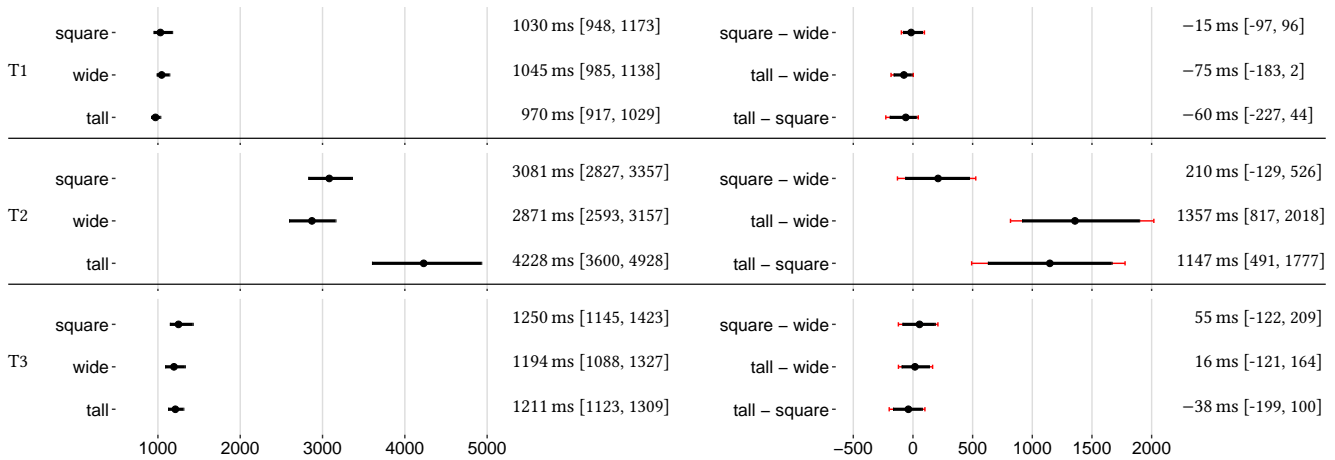 square 1030 ms [948, 1173] square – wide −15 ms [-97, 96]
T1 wide 1045 ms [985, 1138] tall – wide −75 ms [-183, 2]
tall 970 ms [917, 1029] tall – square −60 ms [-227, 44]
square 3081 ms [2827, 3357] square – wide 210 ms [-129, 526]
T2 wide 2871 ms [2593, 3157] tall – wide 1357 ms [817, 2018]
tall 4228 ms [3600, 4928] tall – square 1147 ms [491, 1777]
square 1250 ms [1145, 1423] square – wide 55 ms [-122, 209]
T3 wide 1194 ms [1088, 1327] tall – wide 16 ms [-121, 164]
tall 1211 ms [1123, 1309] tall – square −38 ms [-199, 100]
1000 2000 3000 4000 5000 −500 0 500 1000 1500 2000